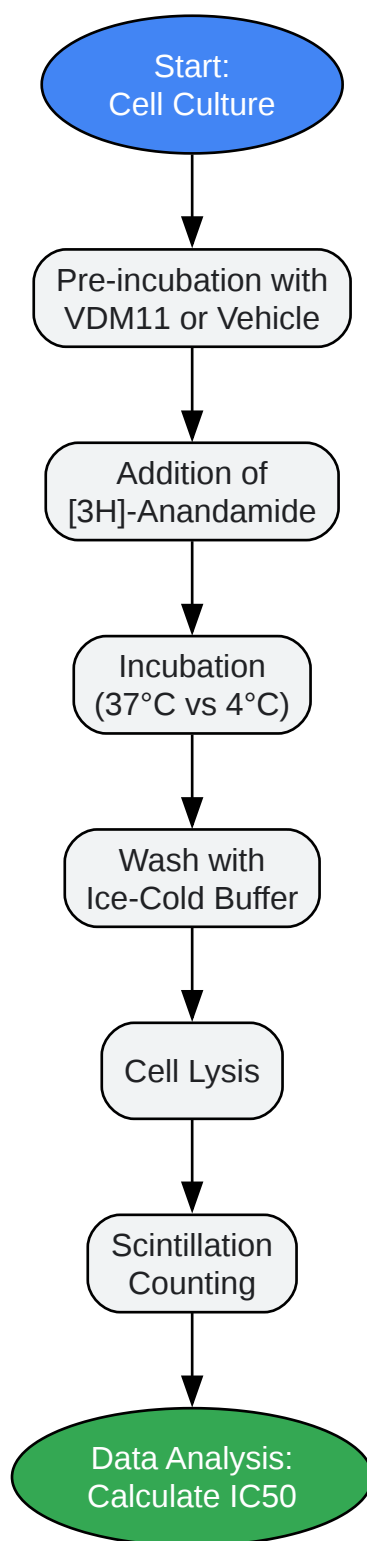 Start:
Cell Culture
Pre-incubation with
VDM11 or Vehicle
Addition of
[3H]-Anandamide
Incubation
(37°C vs 4°C)
Wash with
Ice-Cold Buffer
Cell Lysis
Scintillation
Counting
Data Analysis:
Calculate IC50